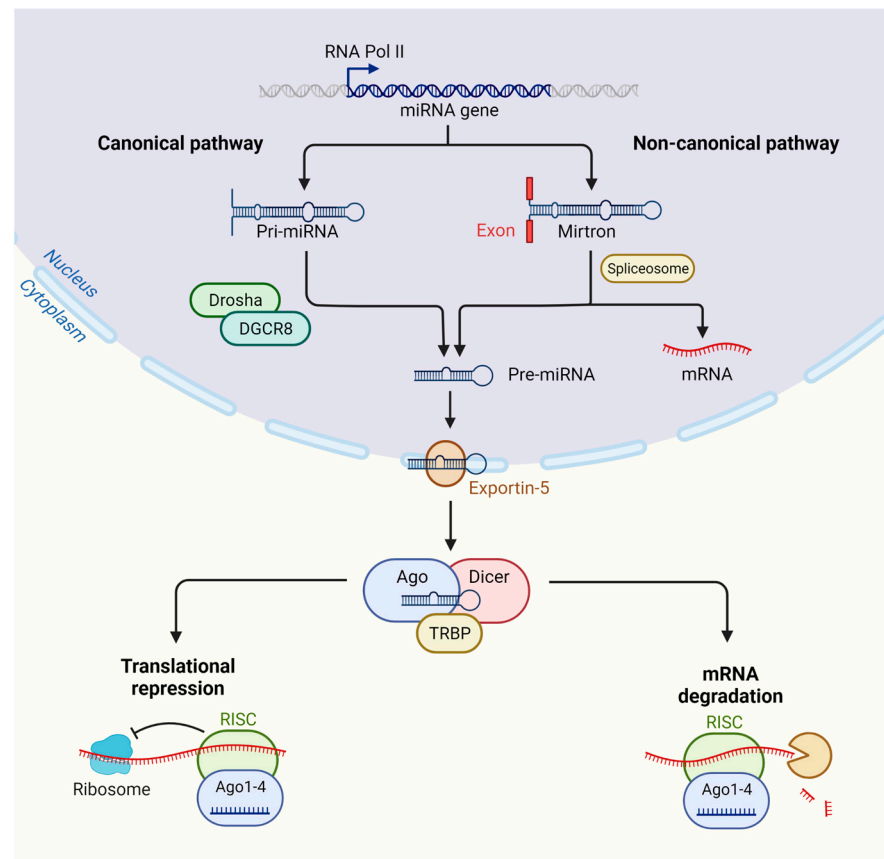 RNA Pol II
miRNA gene
Canonical pathway
Non-canonical pathway
Pri-miRNA
Exon
Mirtron
Spliceosome
Nucleus
Cytoplasm
Drosha
DGCR8
Pre-miRNA
mRNA
Exportin-5
Ago
Dicer
TRBP
Translational
repression
RISC
Ribosome
Ago1-4
mRNA
degradation
RISC
Ago1-4